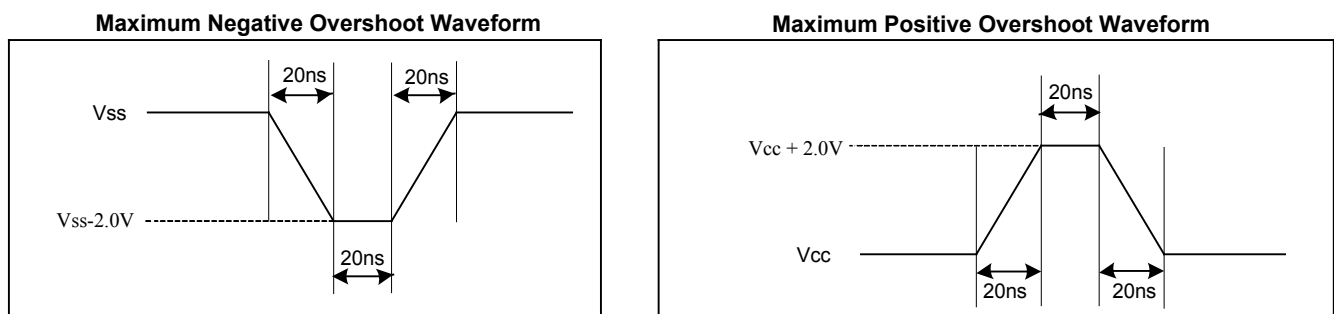 Maximum Negative Overshoot Waveform
20ns
20ns
Vss
Vss-2.0V
20ns
Maximum Positive Overshoot Waveform
20ns
Vcc + 2.0V
Vcc
20ns
20ns